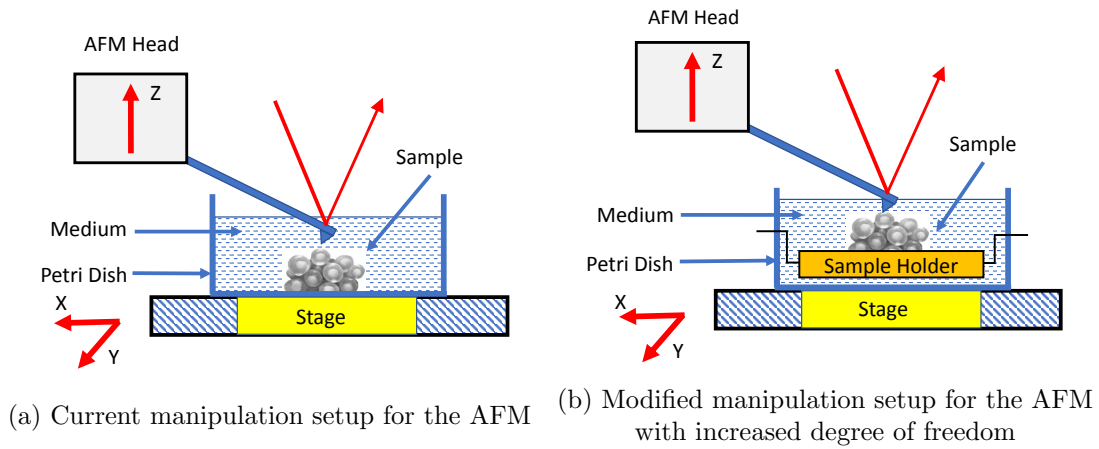 AFM Head
Z
Sample
Medium
Petri Dish
Stage
X
Y
(a) Current manipulation setup for the AFM
AFM Head
Z
Sample
Medium
Petri Dish
Sample Holder
Stage
X
Y
(b) Modified manipulation setup for the AFM
with increased degree of freedom